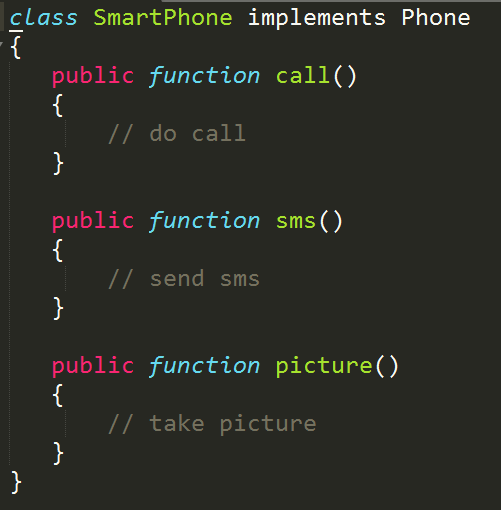 class SmartPhone implements Phone
{
public function call()
{
// do call
}
public function sms()
{
// send sms
}
public function picture()
{
// take picture
}
}